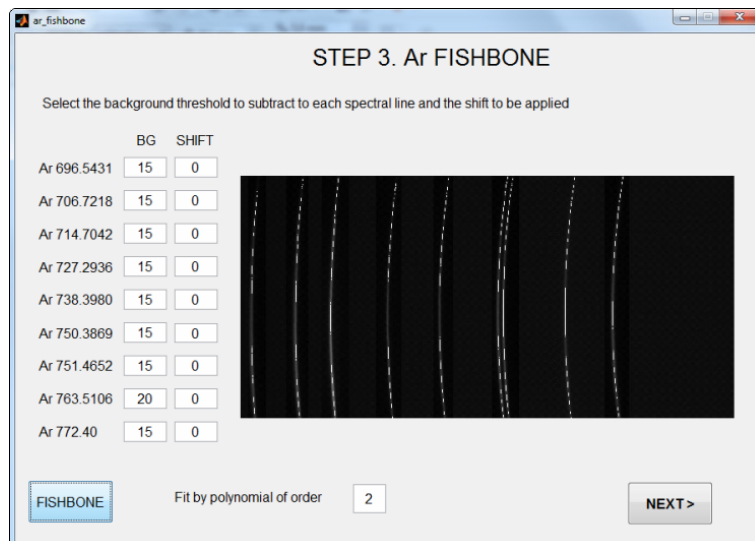 ar_fishbone
STEP 3. Ar FISHBONE
Select the background threshold to subtract to each spectral line and the shift to be applied
BG SHIFT
Ar 696.5431 15 0
Ar 706.7218 15 0
Ar 714.7042 15 0
Ar 727.2936 15 0
Ar 738.3980 15 0
Ar 750.3869 15 0
Ar 751.4652 15 0
Ar 763.5106 20 0
Ar 772.40 15 0
FISHBONE Fit by polynomial of order 2 NEXT >